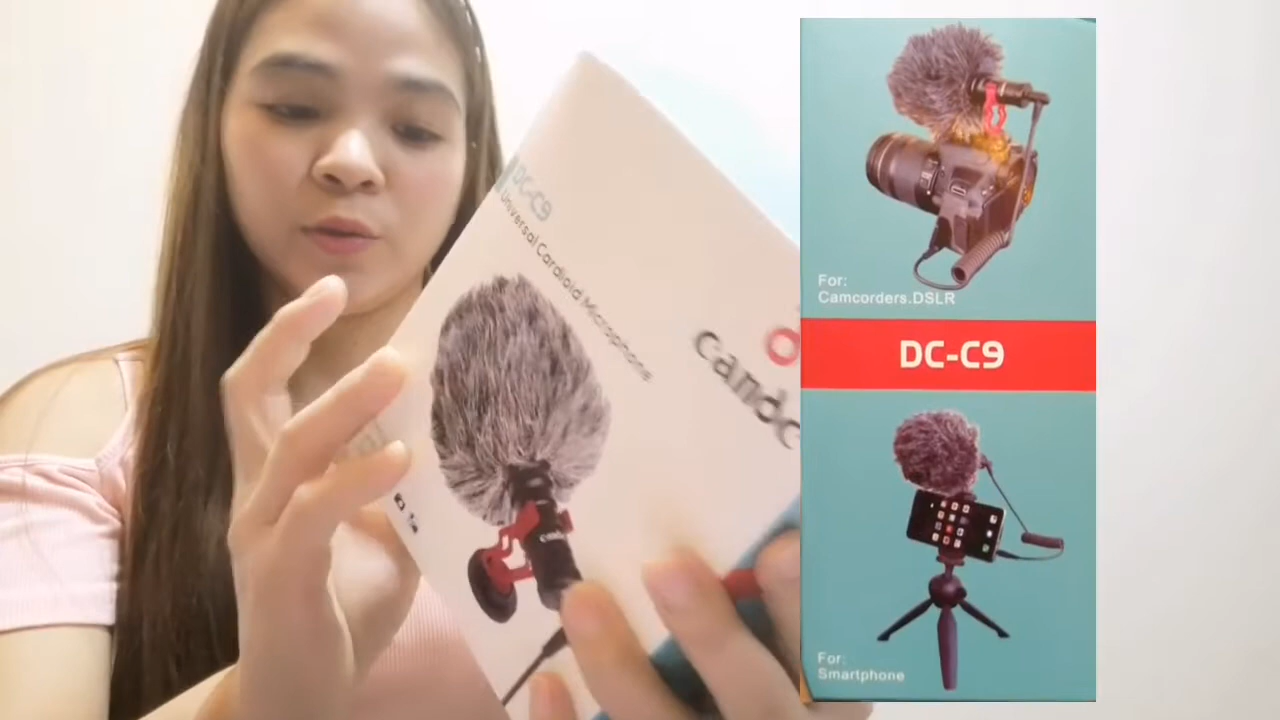 DC-C9
Universal Cardioid Microphone
For:
Camcorders.DSLR
DC-C9
For:
Smartphone